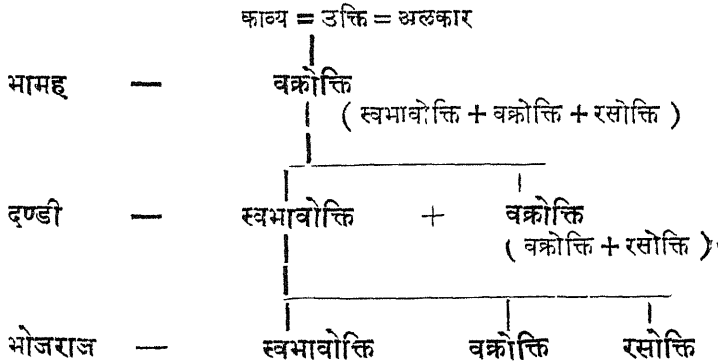 काव्य = उक्ति = अलकार
भामह — वक्रोक्ति
( स्वभावोक्ति + वक्रोक्ति + रसोक्ति )
दण्डी — स्वभावोक्ति + वक्रोक्ति
( वक्रोक्ति + रसोक्ति )
भोजराज — स्वभावोक्ति वक्रोक्ति रसोक्ति